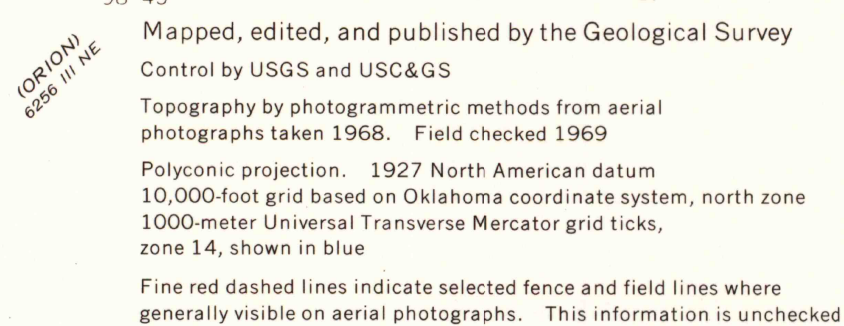 (ORION)
6256 III NE
Mapped, edited, and published by the Geological Survey
Control by USGS and USC&GS
Topography by photogrammetric methods from aerial
photographs taken 1968. Field checked 1969
Polyconic projection. 1927 North American datum
10,000-foot grid based on Oklahoma coordinate system, north zone
1000-meter Universal Transverse Mercator grid ticks,
zone 14, shown in blue
Fine red dashed lines indicate selected fence and field lines where
generally visible on aerial photographs. This information is unchecked